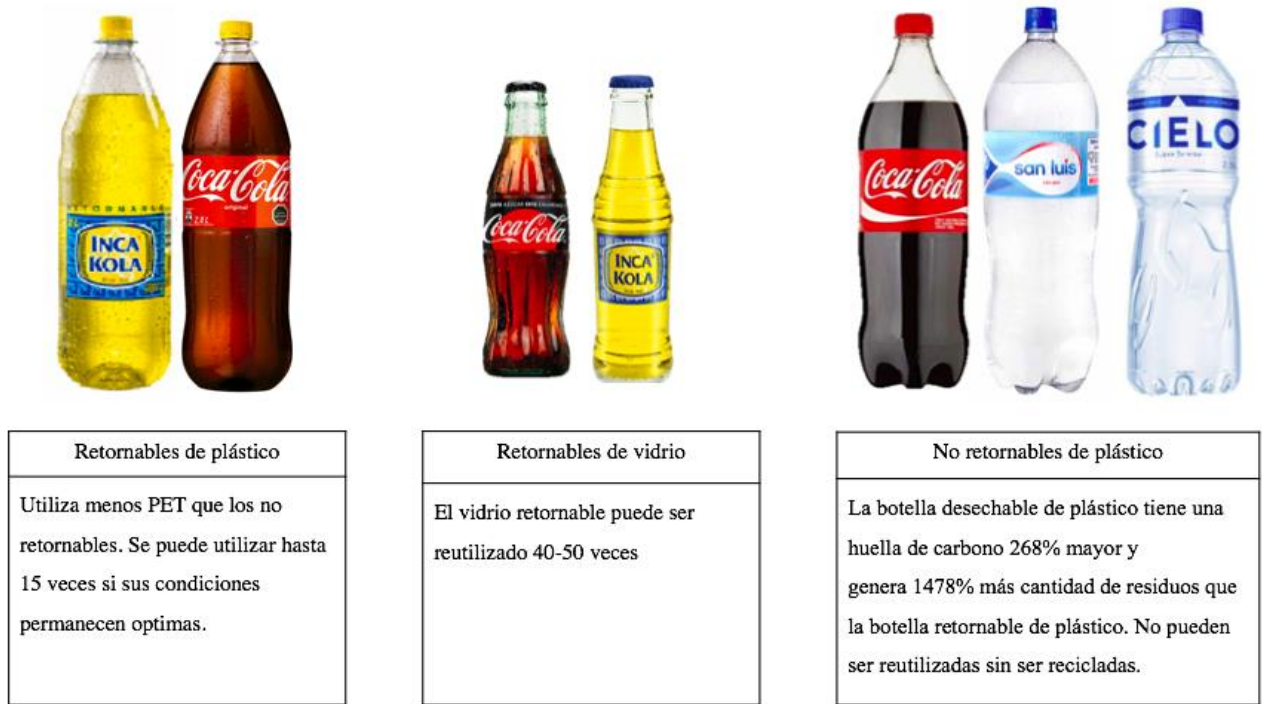 RETORNABLE
INCA
KOLA
Coca-Cola
original
Coca-Cola
INCA
KOLA
Coca-Cola
san luis
CIELO
Retornables de plástico
Utiliza menos PET que los no
retornables. Se puede utilizar hasta
15 veces si sus condiciones
permanecen optimas.
Retornables de vidrio
El vidrio retornable puede ser
reutilizado 40-50 veces
No retornables de plástico
La botella desechable de plástico tiene una
huella de carbono 268% mayor y
genera 1478% más cantidad de residuos que
la botella retornable de plástico. No pueden
ser reutilizadas sin ser recicladas.